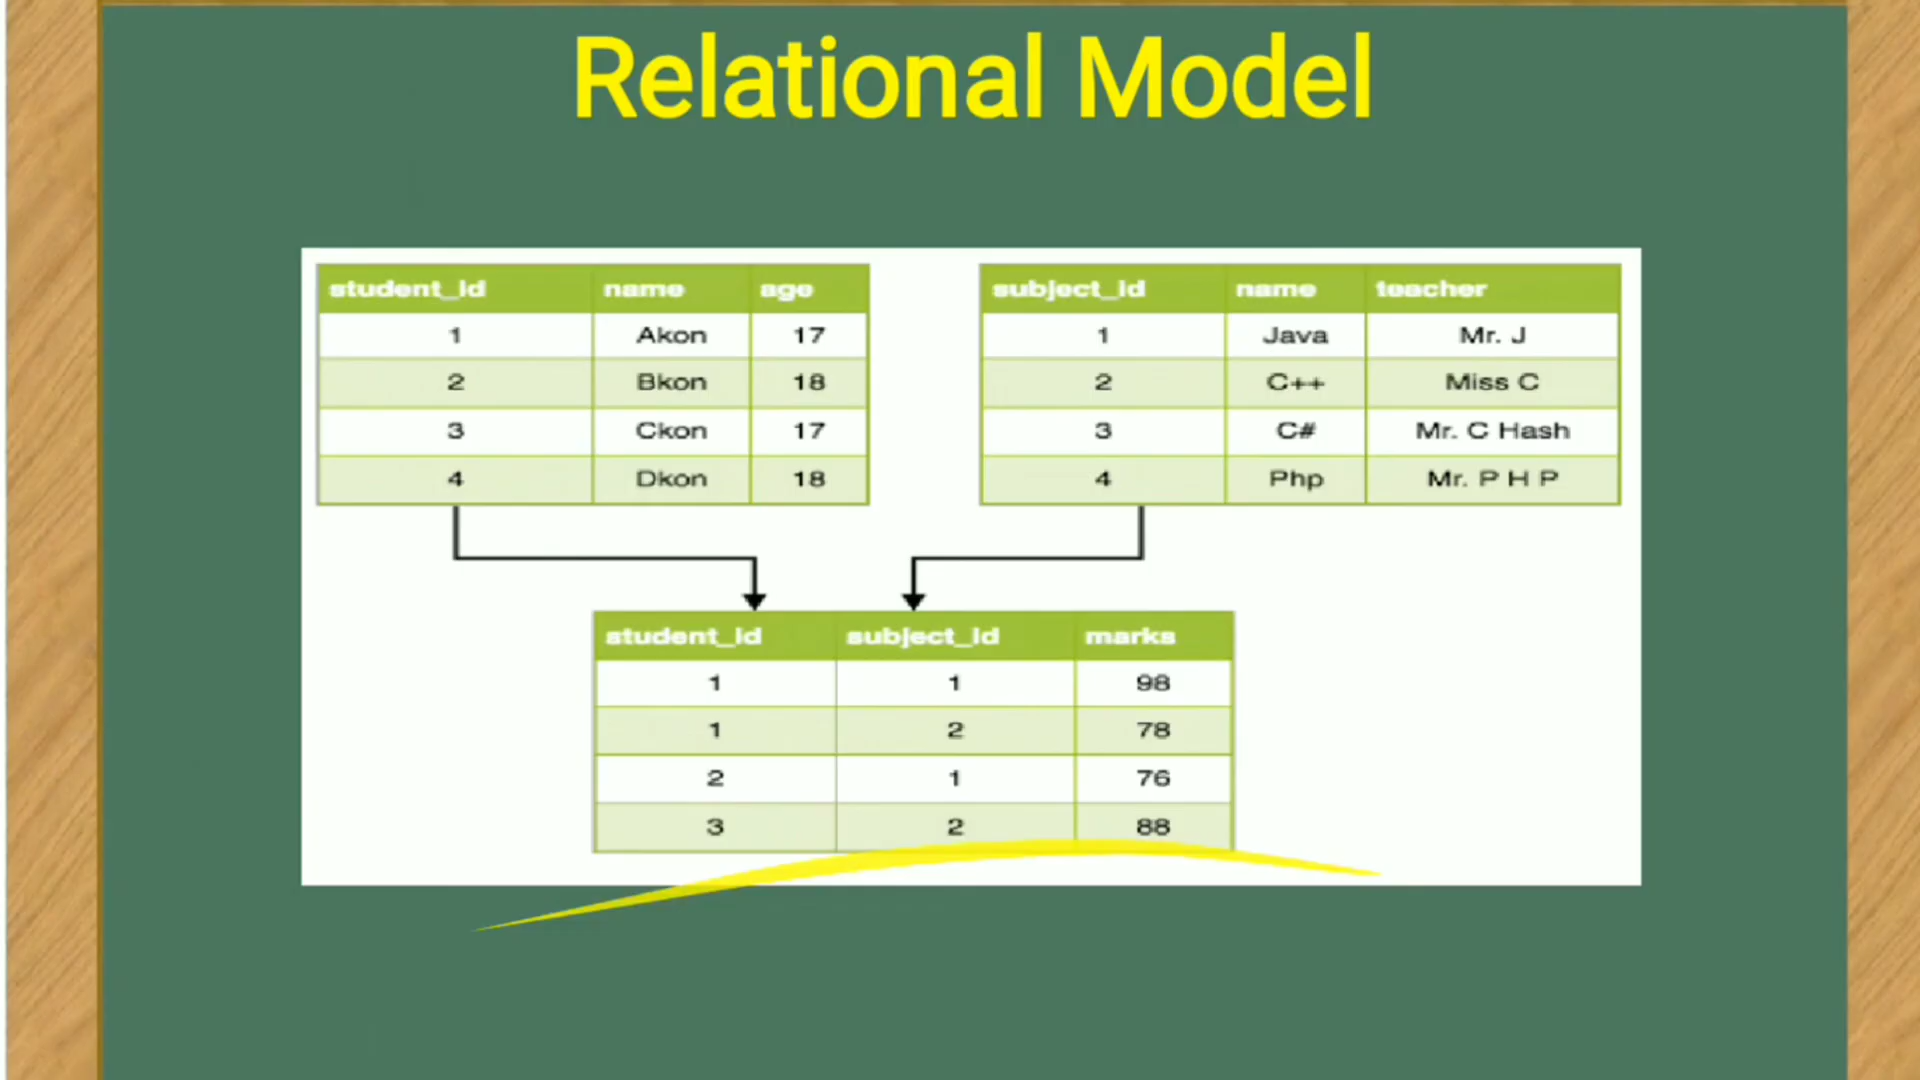 Relational Model
student_id name age
1 Akon 17
2 Bkon 18
3 Ckon 17
4 Dkon 18
subject_id name teacher
1 Java Mr. J
2 C++ Miss C
3 C# Mr. C Hash
4 Php Mr. P H P
student_id subject_id marks
1 1 98
1 2 78
2 1 76
3 2 88